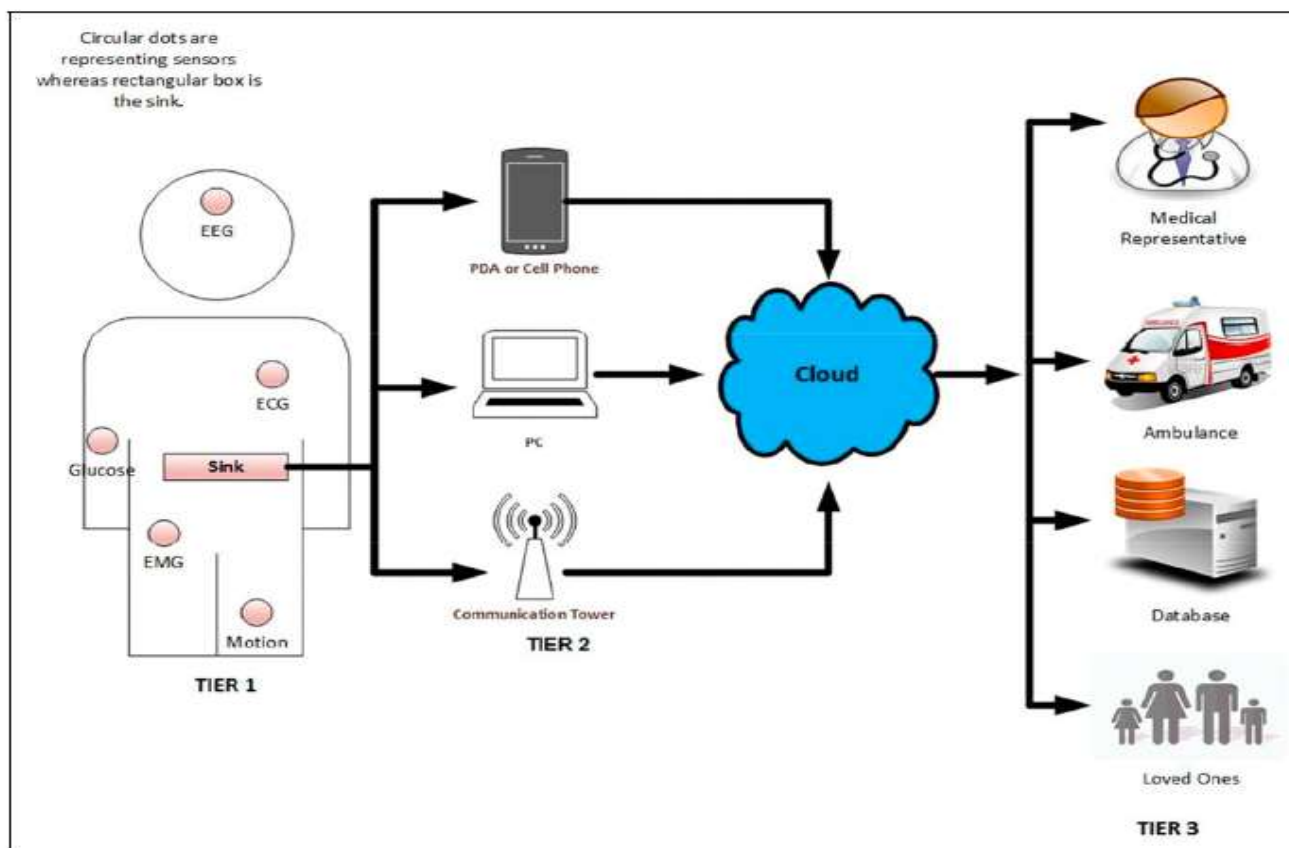 Circular dots are
representing sensors
whereas rectangular box is
the sink.
EEG
ECG
Glucose
Sink
EMG
Motion
TIER 1
PDA or Cell Phone
PC
Communication Tower
TIER 2
Cloud
Medical
Representative
AMBULANCE
Ambulance
Database
Loved Ones
TIER 3